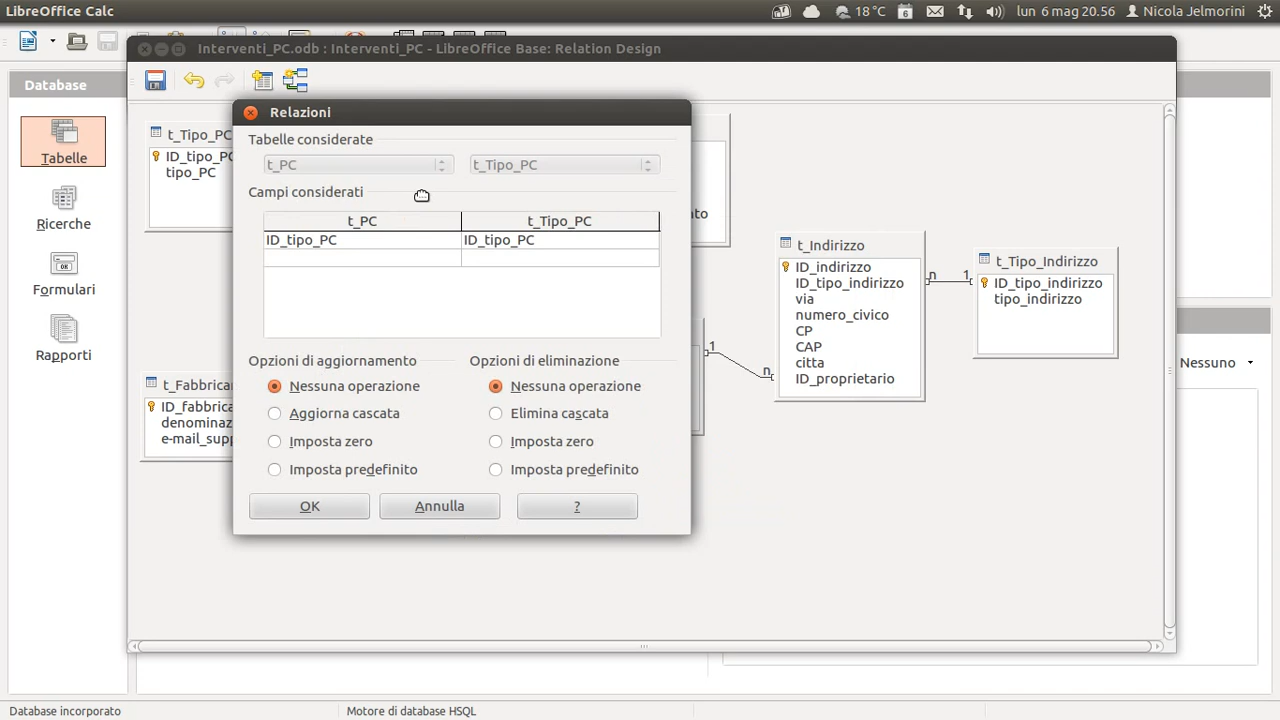 LibreOffice Calc
18 °C
6
lun 6 mag 20.56
Nicola Jelmorini
Interventi_PC.odb : Interventi_PC - LibreOffice Base: Relation Design
Database
Tabelle
Ricerche
Formulari
Rapporti
t_Tipo_PC
ID_tipo_PC
tipo_PC
Relazioni
Tabelle considerate
t_PC
t_Tipo_PC
Campi considerati
t_PC
t_Tipo_PC
ID_tipo_PC
ID_tipo_PC
Opzioni di aggiornamento
Opzioni di eliminazione
Nessuna operazione
Nessuna operazione
Aggiorna cascata
Elimina cascata
Imposta zero
Imposta zero
Imposta predefinito
Imposta predefinito
OK
Annulla
?
t_Indirizzo
ID_indirizzo
ID_tipo_indirizzo
via
numero_civico
CP
CAP
citta
ID_proprietario
n
1
1
n
t_Tipo_Indirizzo
ID_tipo_indirizzo
tipo_indirizzo
Nessuno
t_Fabbrica
ID_fabbrica
denominaz
e-mail_supp
Database incorporato
Motore di database HSQL